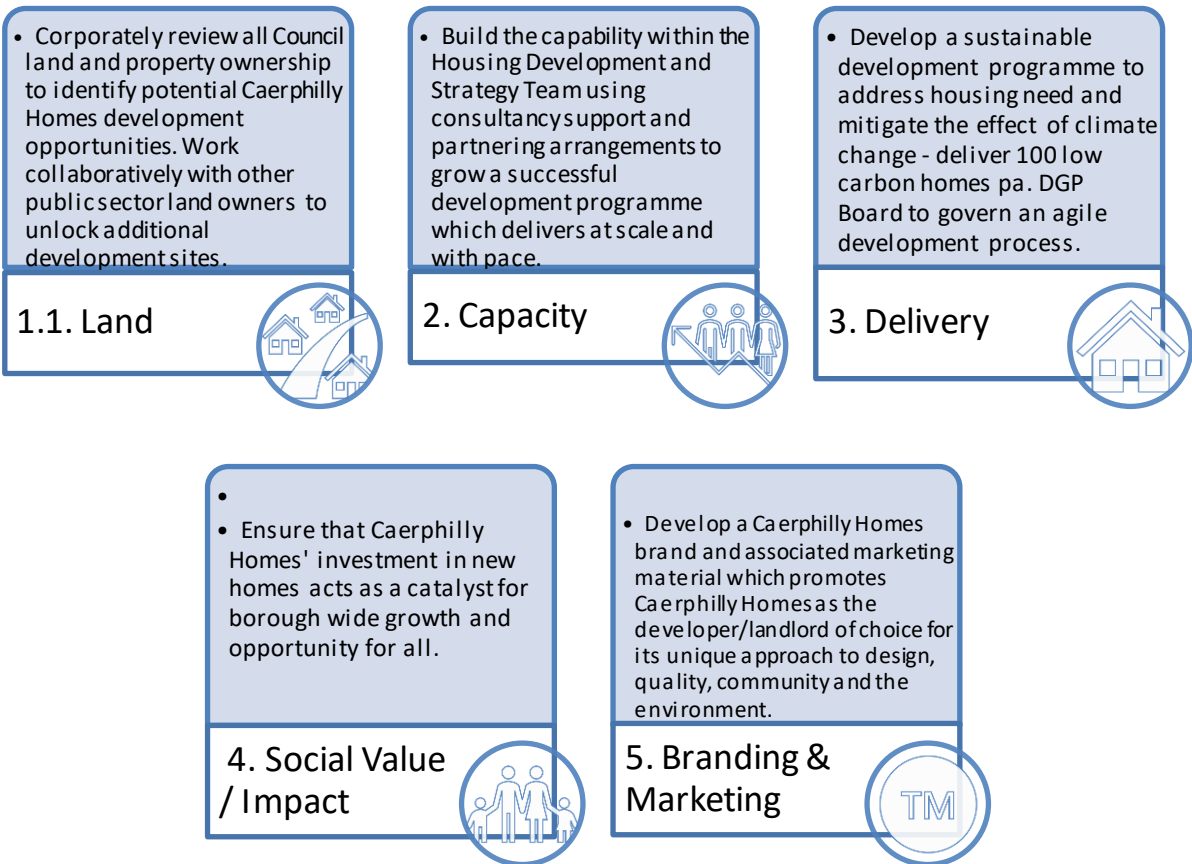 • Corporately review all Council
land and property ownership
to identify potential Caerphilly
Homes development
opportunities. Work
collaboratively with other
public sector land owners to
unlock additional
development sites.
1.1. Land
• Build the capability within the
Housing Development and
Strategy Team using
consultancy support and
partnering arrangements to
grow a successful
development programme
which delivers at scale and
with pace.
2. Capacity
• Develop a sustainable
development programme to
address housing need and
mitigate the effect of climate
change - deliver 100 low
carbon homes pa. DGP
Board to govern an agile
development process.
3. Delivery
•
• Ensure that Caerphilly
Homes' investment in new
homes acts as a catalyst for
borough wide growth and
opportunity for all.
4. Social Value
/ Impact
• Develop a Caerphilly Homes
brand and associated marketing
material which promotes
Caerphilly Homes as the
developer/landlord of choice for
its unique approach to design,
quality, community and the
environment.
5. Branding &
Marketing
TM